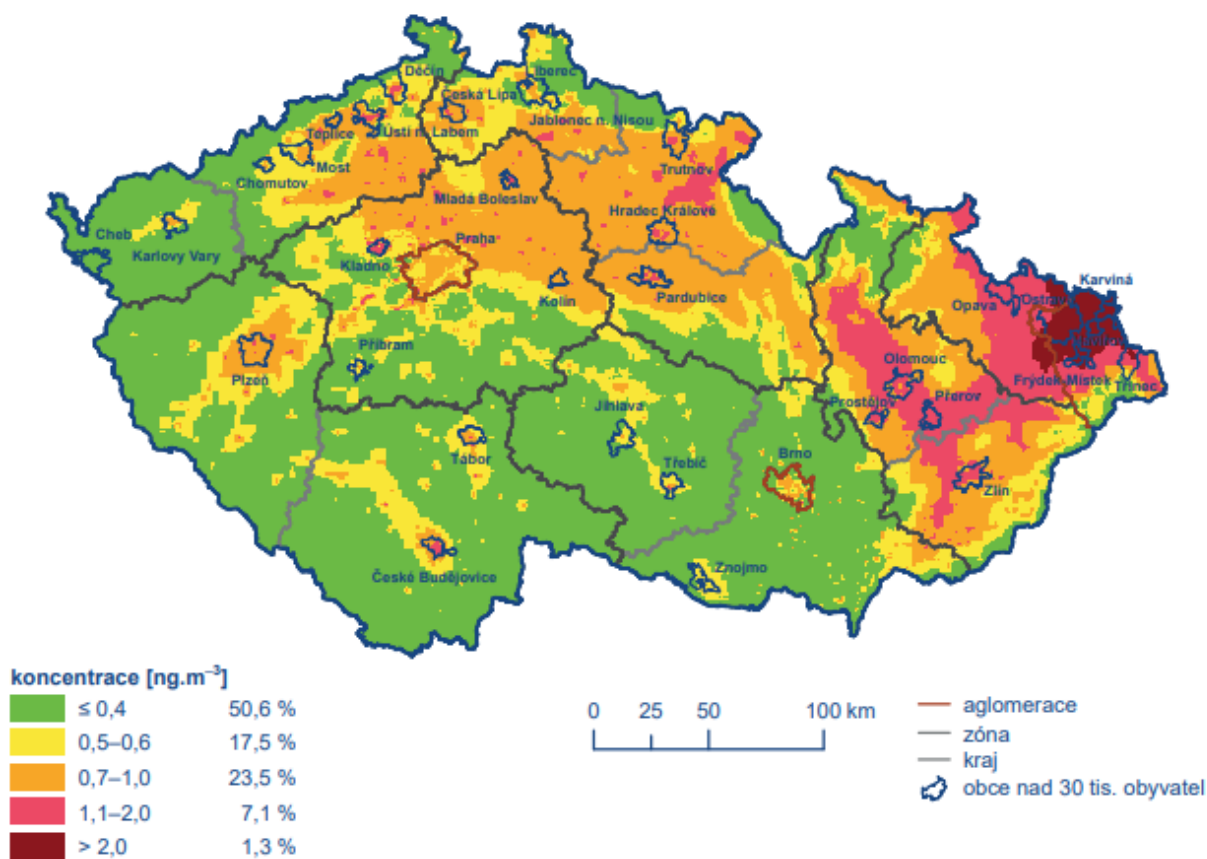 Děčín
Liberec
Česká Lípa
Teplice
Ústí n. Labem
Jablonec n. Nisou
Most
Trutnov
Chomutov
Mladá Boleslav
Hradec Králové
Cheb
Praha
Karlovy Vary
Kladno
Karviná
Kolín
Pardubice
Opava
Ostrava
Havířov
Příbram
Olomouc
Plzeň
Frýdek-Místek
Třinec
Jihlava
Prostějov
Přerov
Tábor
Brno
Třebíč
Zlín
České Budějovice
Znojmo
koncentrace [ng.m⁻³]
≤ 0,4 50,6 %
0,5–0,6 17,5 %
0,7–1,0 23,5 %
1,1–2,0 7,1 %
> 2,0 1,3 %
0 25 50 100 km
aglomerace
zóna
kraj
obce nad 30 tis. obyvatel